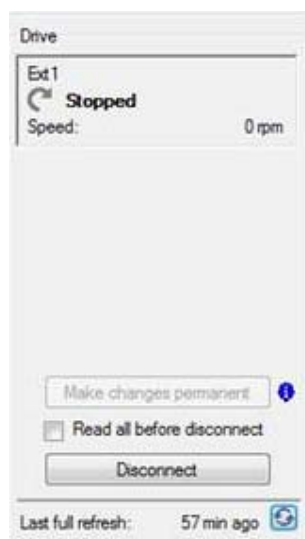 Drive
Ext1
Stopped
Speed: 0 rpm
Make changes permanent
Read all before disconnect
Disconnect
Last full refresh: 57 min ago